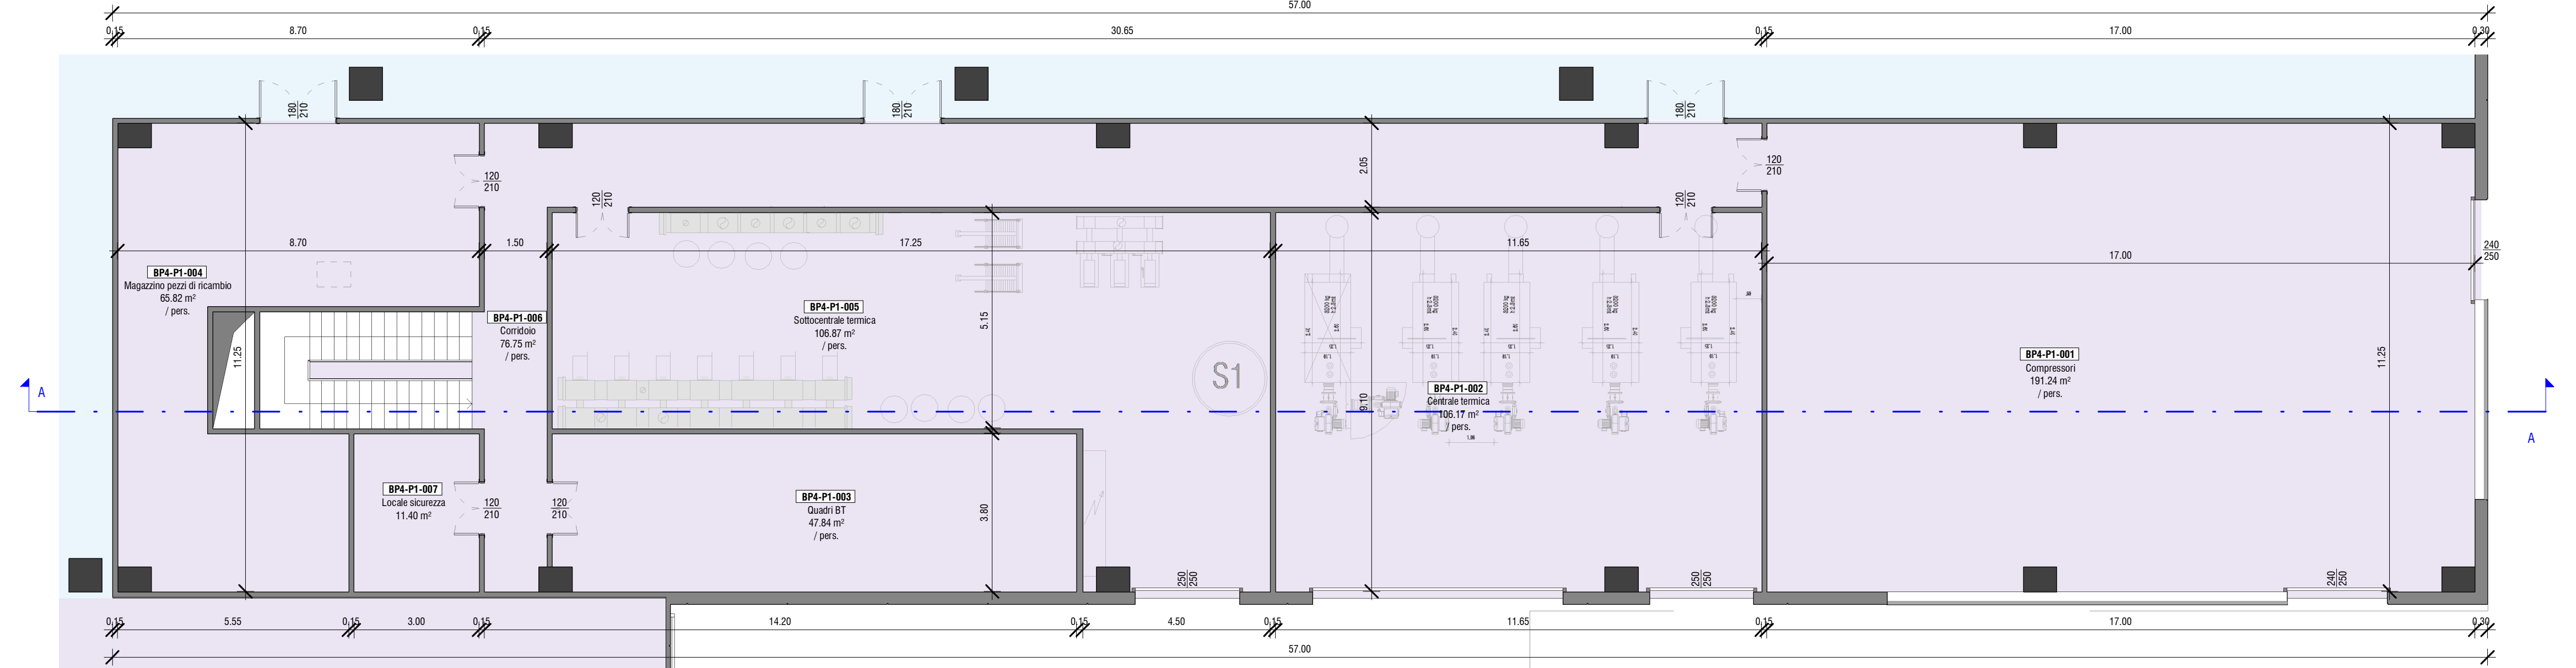 57.00
0.15 8.70 0.15 30.65 0.15 17.00 0.30
180
210
180
210
180
210
120
210
120
210
120
210
120
210
2.05
8.70 1.50 17.25 11.65 17.00
240
250
BP4-P1-004
Magazzino pezzi di ricambio
65.82 m²
/ pers.
BP4-P1-006
Corridoio
76.75 m²
/ pers.
BP4-P1-005
Sottocentrale termica
106.87 m²
/ pers.
5.15
11.25
S1
BP4-P1-002
Centrale termica
106.17 m²
/ pers.
9.10
1.00
BP4-P1-001
Compressori
191.24 m²
/ pers.
11.25
A
A
BP4-P1-007
Locale sicurezza
11.40 m²
120
210
120
210
BP4-P1-003
Quadri BT
47.84 m²
/ pers.
3.80
250
250
250
250
240
250
0.15 5.55 0.15 3.00 0.15 14.20 0.15 4.50 0.15 11.65 0.15 17.00 0.30
57.00